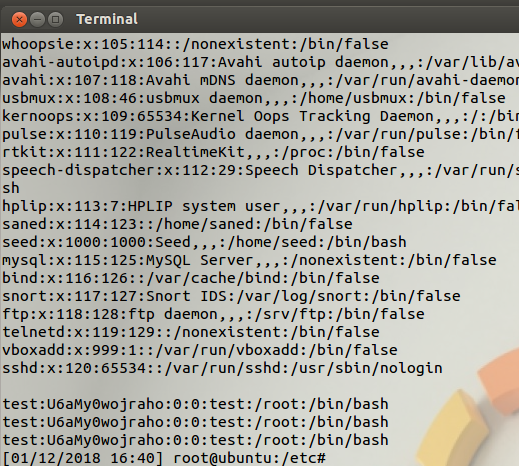 Terminal
whoopsie:x:105:114::/nonexistent:/bin/false
avahi-autoipd:x:106:117:Avahi autoip daemon,,,:/var/lib/av
avahi:x:107:118:Avahi mDNS daemon,,,:/var/run/avahi-daemon
usbmux:x:108:46:usbmux daemon,,,:/home/usbmux:/bin/false
kernoops:x:109:65534:Kernel Oops Tracking Daemon,,,:/:/bin
pulse:x:110:119:PulseAudio daemon,,,:/var/run/pulse:/bin/f
rtkit:x:111:122:RealtimeKit,,,:/proc:/bin/false
speech-dispatcher:x:112:29:Speech Dispatcher,,,:/var/run/s
sh
hplip:x:113:7:HPLIP system user,,,:/var/run/hplip:/bin/fal
saned:x:114:123::/home/saned:/bin/false
seed:x:1000:1000:Seed,,,:/home/seed:/bin/bash
mysql:x:115:125:MySQL Server,,,:/nonexistent:/bin/false
bind:x:116:126::/var/cache/bind:/bin/false
snort:x:117:127:Snort IDS:/var/log/snort:/bin/false
ftp:x:118:128:ftp daemon,,,:/srv/ftp:/bin/false
telnetd:x:119:129::/nonexistent:/bin/false
vboxadd:x:999:1::/var/run/vboxadd:/bin/false
sshd:x:120:65534::/var/run/sshd:/usr/sbin/nologin
test:U6aMy0wojraho:0:0:test:/root:/bin/bash
test:U6aMy0wojraho:0:0:test:/root:/bin/bash
test:U6aMy0wojraho:0:0:test:/root:/bin/bash
[01/12/2018 16:40] root@ubuntu:/etc#